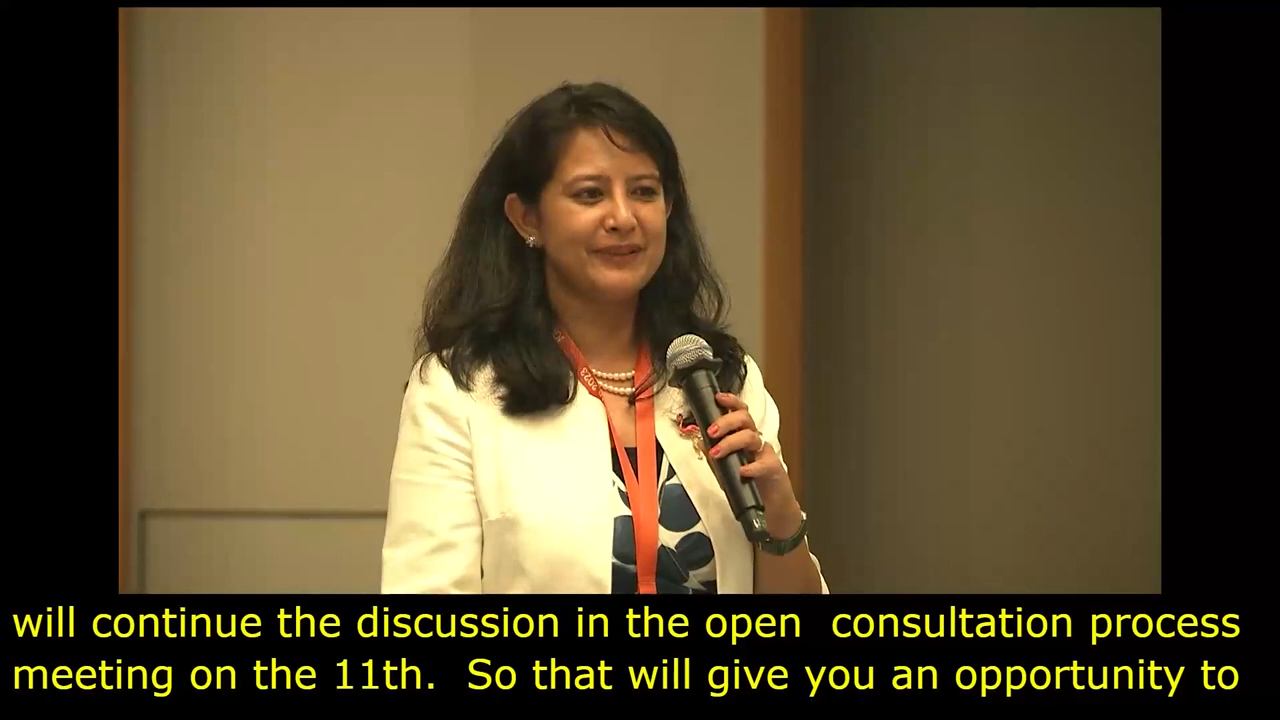 2023
will continue the discussion in the open  consultation process
meeting on the 11th.  So that will give you an opportunity to